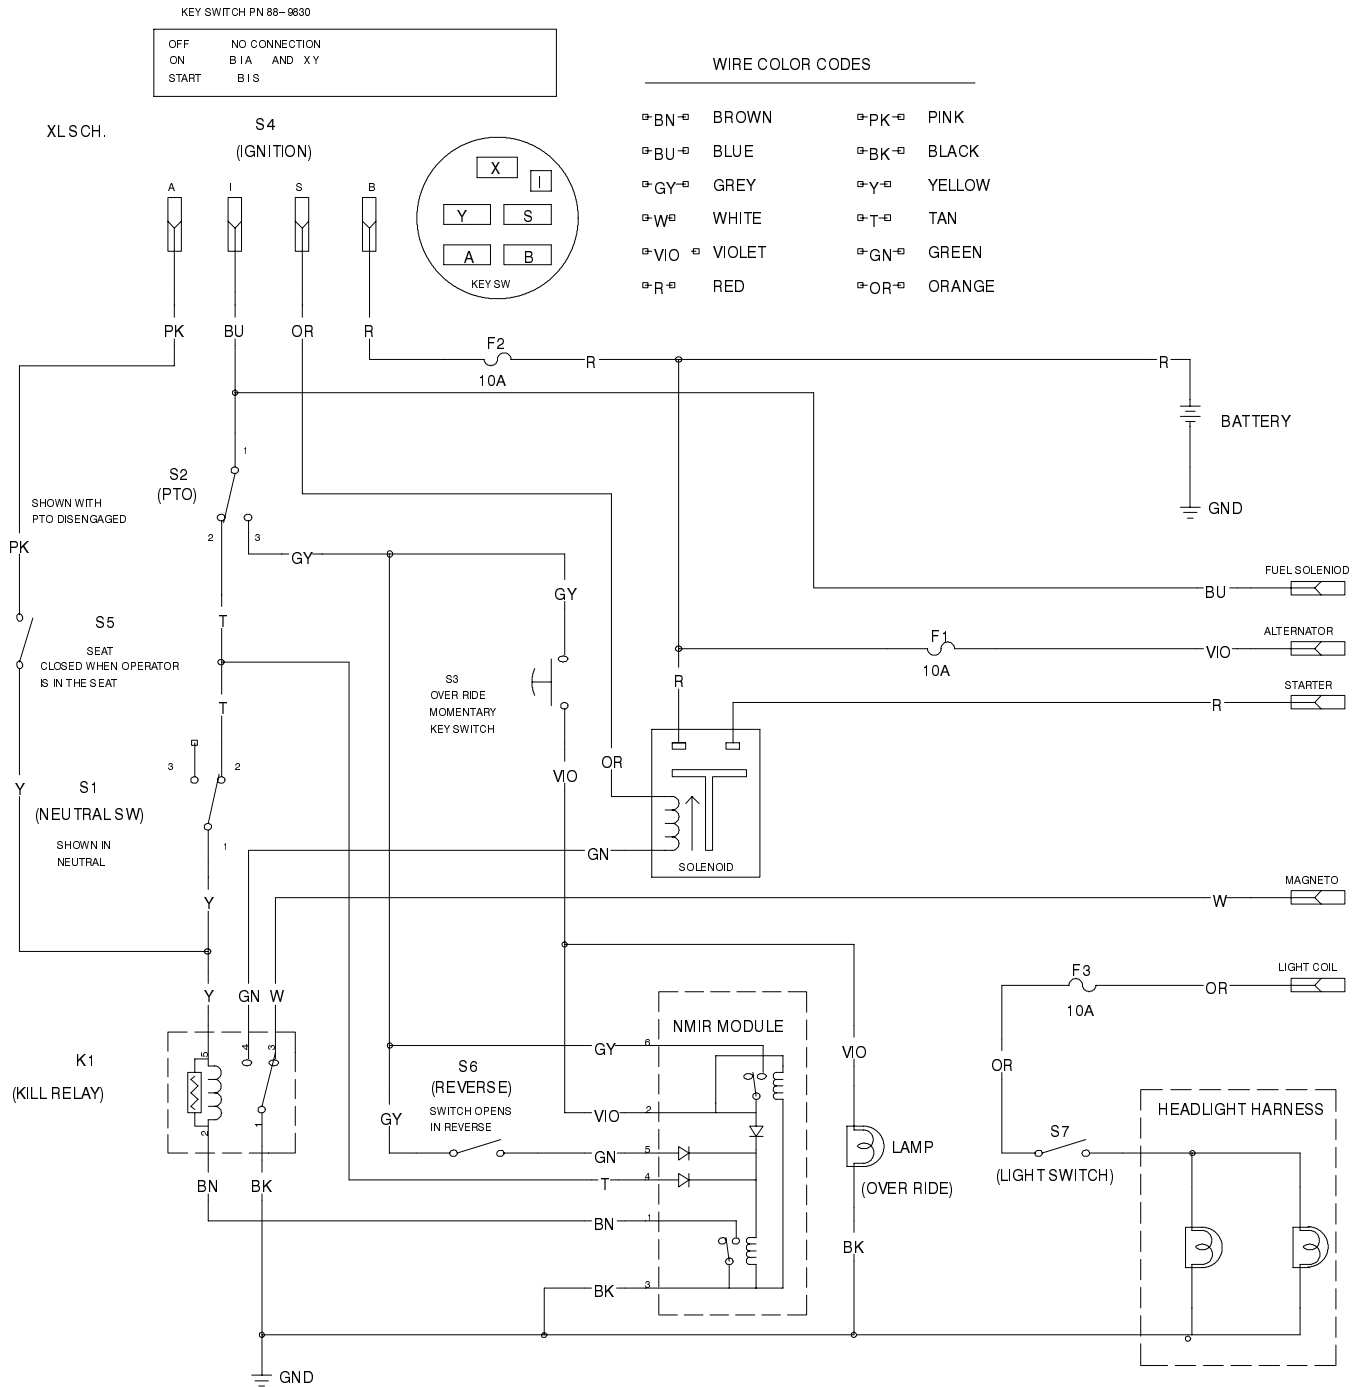 KEY SWITCH PN 88-9830
OFF NO CONNECTION
ON B I A AND X Y
START B I S
XL SCH.
S4
(IGNITION)
A I S B
X
I
Y S
A B
KEY SW
WIRE COLOR CODES
BN BROWN PK PINK
BU BLUE BK BLACK
GY GREY Y YELLOW
W WHITE T TAN
VIO VIOLET GN GREEN
R RED OR ORANGE
PK BU OR R
F2
10A
R
R
BATTERY
GND
1
S2
(PTO)
SHOWN WITH
PTO DISENGAGED
2 3
PK
GY
GY
T
S5
SEAT
CLOSED WHEN OPERATOR
IS IN THE SEAT
FUEL SOLENIOD
BU
F1
10A
ALTERNATOR
VIO
R
STARTER
R
S3
OVER RIDE
MOMENTARY
KEY SWITCH
T
3 2
VIO
OR
Y
S1
(NEUTRAL SW)
SHOWN IN
NEUTRAL
1
GN
SOLENOID
MAGNETO
W
Y
LIGHT COIL
F3
10A
OR
Y GN W
NMIR MODULE
K1
(KILL RELAY)
5 4 3
2 1
GY 6
S6
(REVERSE)
SWITCH OPENS
IN REVERSE
GY
VIO 2
GN 5
T 4
BN 1
BK 3
VIO
LAMP
(OVER RIDE)
BK
OR
S7
(LIGHT SWITCH)
HEADLIGHT HARNESS
BN BK
GND